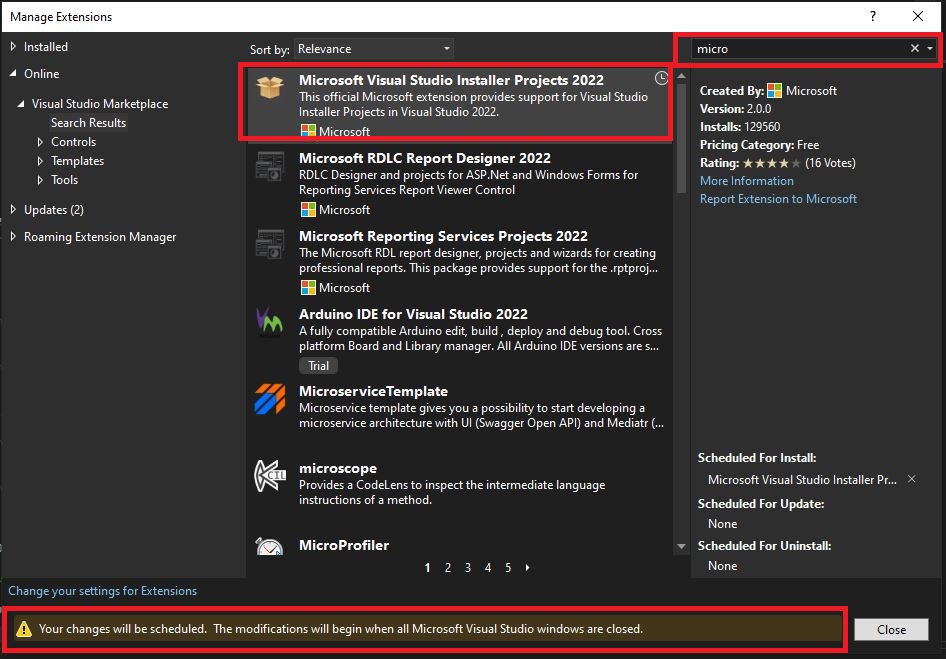 Manage Extensions
?
Installed
Online
Visual Studio Marketplace
Search Results
Controls
Templates
Tools
Updates (2)
Roaming Extension Manager
Sort by: Relevance
micro
Microsoft Visual Studio Installer Projects 2022
This official Microsoft extension provides support for Visual Studio
Installer Projects in Visual Studio 2022.
Microsoft
Microsoft RDLC Report Designer 2022
RDLC Designer and projects for ASP.Net and Windows Forms for
Reporting Services Report Viewer Control
Microsoft
Microsoft Reporting Services Projects 2022
The Microsoft RDL report designer, projects and wizards for creating
professional reports. This package provides support for the .rptproj...
Microsoft
Arduino IDE for Visual Studio 2022
A fully compatible Arduino edit, build , deploy and debug tool. Cross
platform Board and Library manager. All Arduino IDE versions are s...
Trial
MicroserviceTemplate
Microservice template gives you a possibility to start developing a
microservice architecture with UI (Swagger Open API) and Mediatr (...
CIL
microscope
Provides a CodeLens to inspect the intermediate language
instructions of a method.
MicroProfiler
1 2 3 4 5
Created By: Microsoft
Version: 2.0.0
Installs: 129560
Pricing Category: Free
Rating: ★★★★★ (16 Votes)
More Information
Report Extension to Microsoft
Scheduled For Install:
Microsoft Visual Studio Installer Pr...
Scheduled For Update:
None
Scheduled For Uninstall:
None
Change your settings for Extensions
Your changes will be scheduled. The modifications will begin when all Microsoft Visual Studio windows are closed.
Close